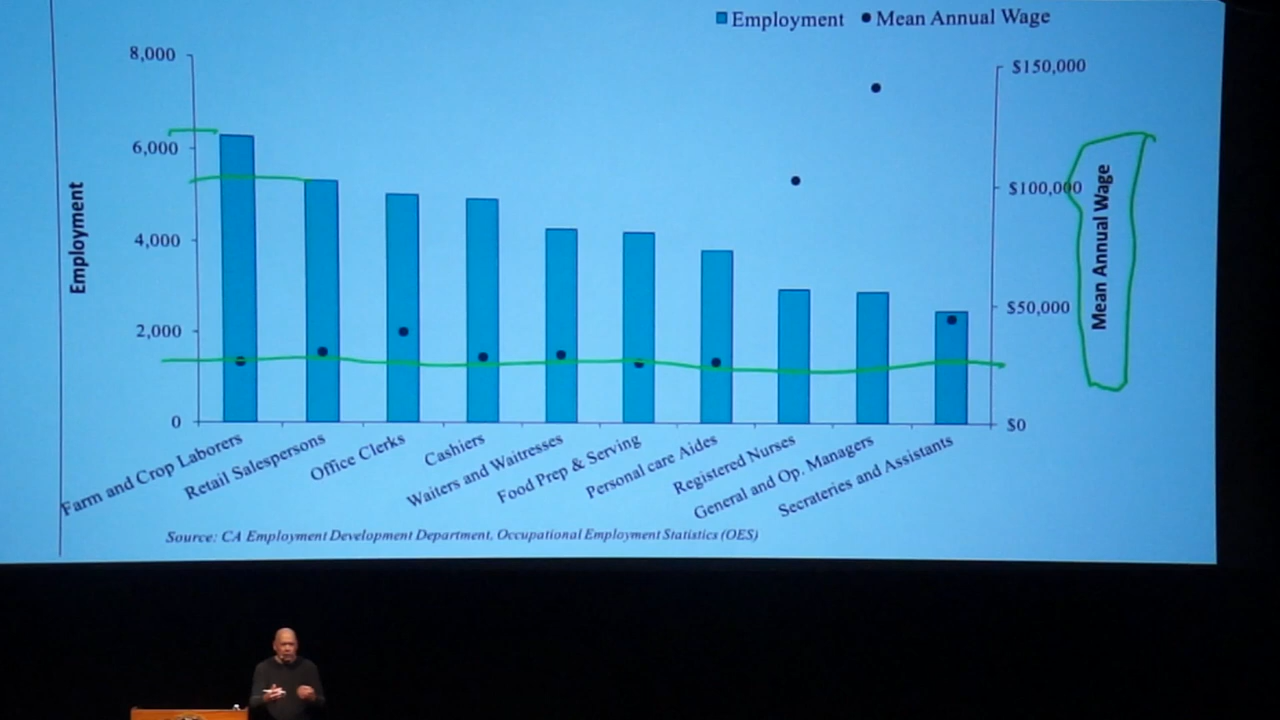 Employment
Mean Annual Wage
8,000
6,000
4,000
2,000
0
Employment
$150,000
$100,000
$50,000
$0
Mean Annual Wage
Farm and Crop Laborers
Retail Salespersons
Office Clerks
Cashiers
Waiters and Waitresses
Food Prep & Serving
Personal care Aides
Registered Nurses
General and Op. Managers
Secrateries and Assistants
Source: CA Employment Development Department, Occupational Employment Statistics (OES)